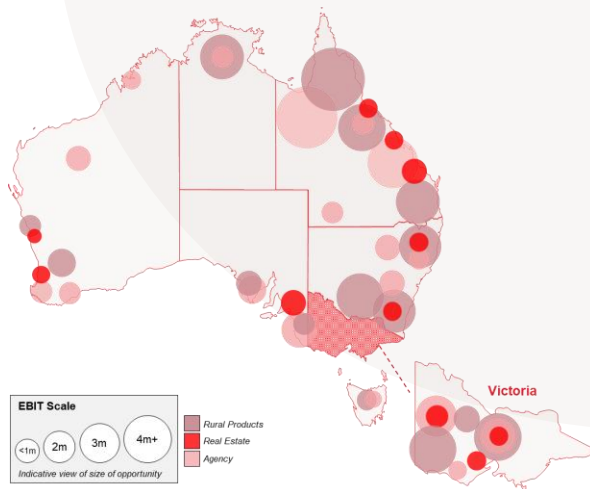 Victoria
EBIT Scale
<1m
2m
3m
4m+
Indicative view of size of opportunity
Rural Products
Real Estate
Agency